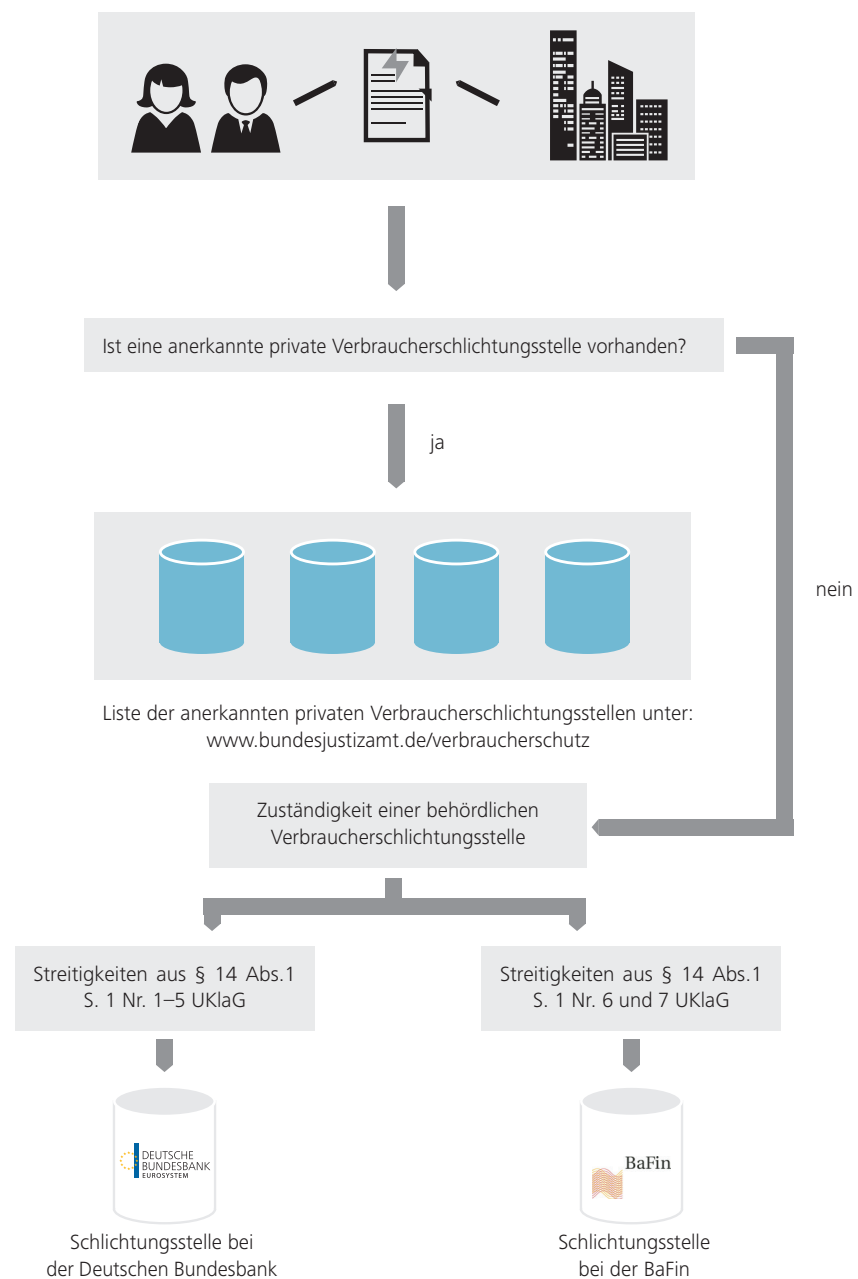 Ist eine anerkannte private Verbraucherschlichtungsstelle vorhanden?
ja
nein
Liste der anerkannten privaten Verbraucherschlichtungsstellen unter:
www.bundesjustizamt.de/verbraucherschutz
Zuständigkeit einer behördlichen
Verbraucherschlichtungsstelle
Streitigkeiten aus § 14 Abs.1
S. 1 Nr. 1–5 UKlaG
Streitigkeiten aus § 14 Abs.1
S. 1 Nr. 6 und 7 UKlaG
DEUTSCHE
BUNDESBANK
EUROSYSTEM
BaFin
Schlichtungsstelle bei
der Deutschen Bundesbank
Schlichtungsstelle
bei der BaFin